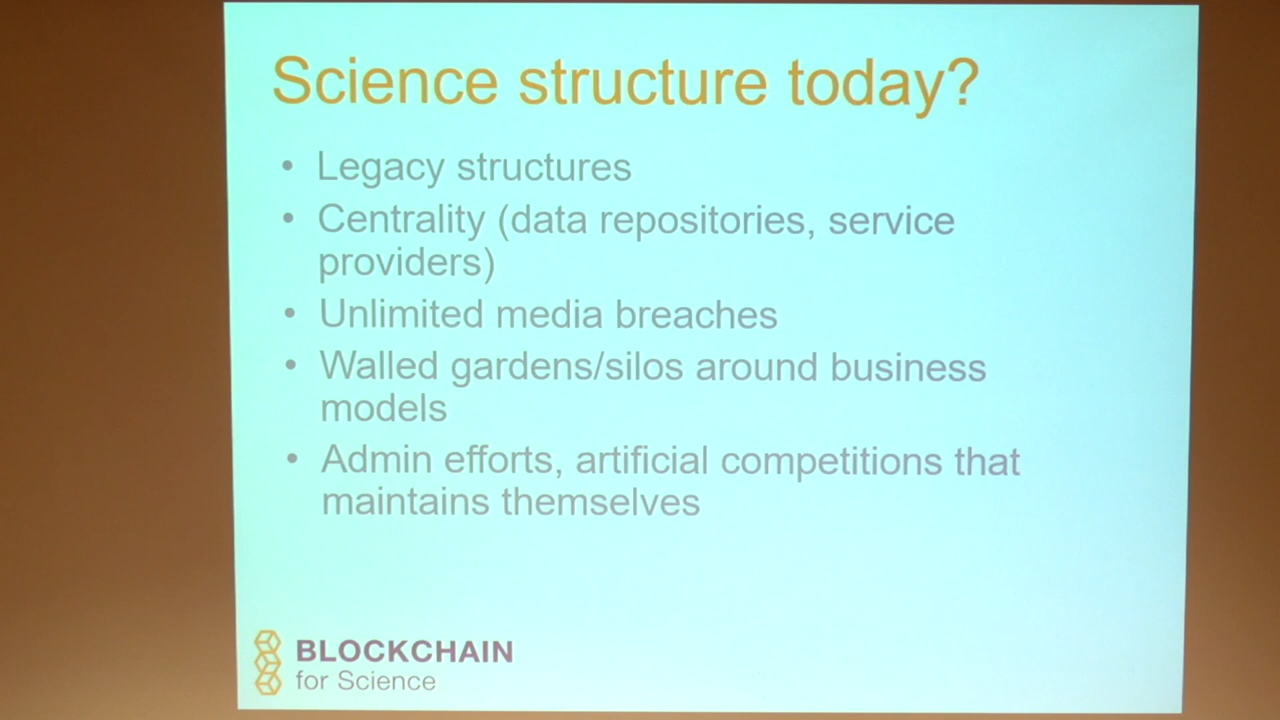 Science structure today?
• Legacy structures
• Centrality (data repositories, service
providers)
• Unlimited media breaches
• Walled gardens/silos around business
models
• Admin efforts, artificial competitions that
maintains themselves
BLOCKCHAIN
for Science